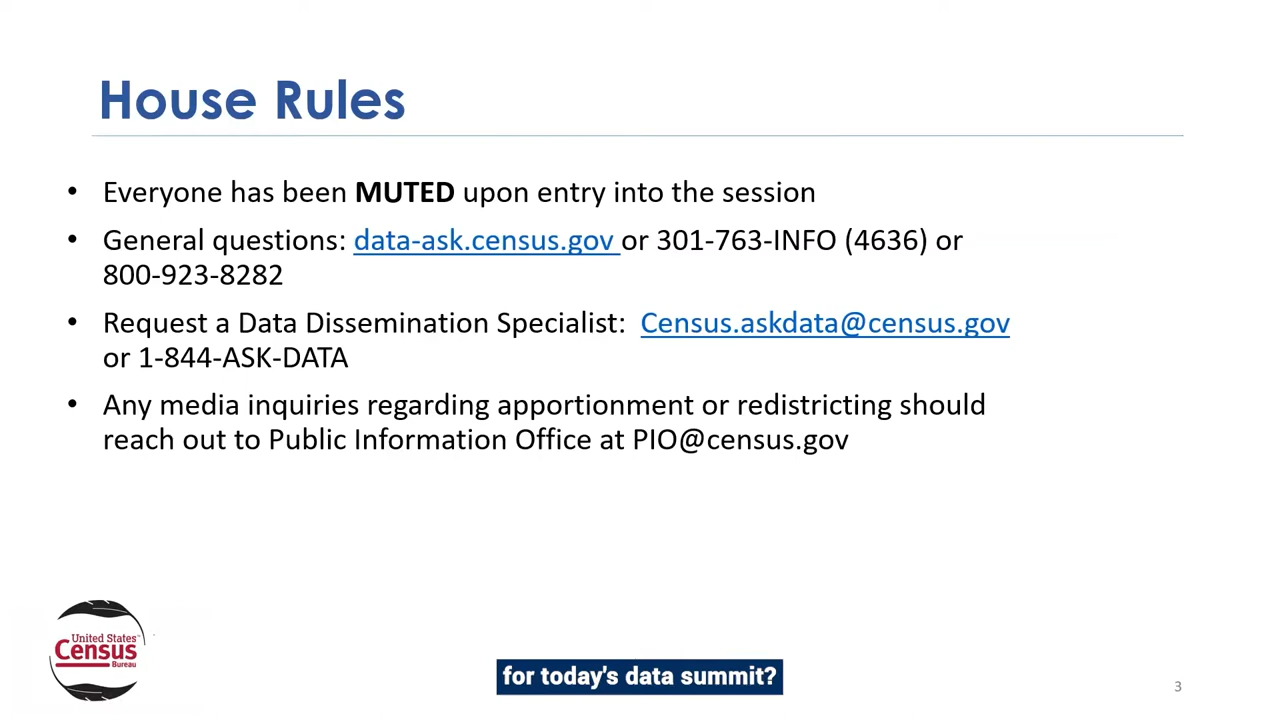 House Rules
• Everyone has been MUTED upon entry into the session
• General questions: data-ask.census.gov or 301-763-INFO (4636) or
800-923-8282
• Request a Data Dissemination Specialist: Census.askdata@census.gov
or 1-844-ASK-DATA
• Any media inquiries regarding apportionment or redistricting should
reach out to Public Information Office at PIO@census.gov
United States™
Census
Bureau
for today's data summit?
3